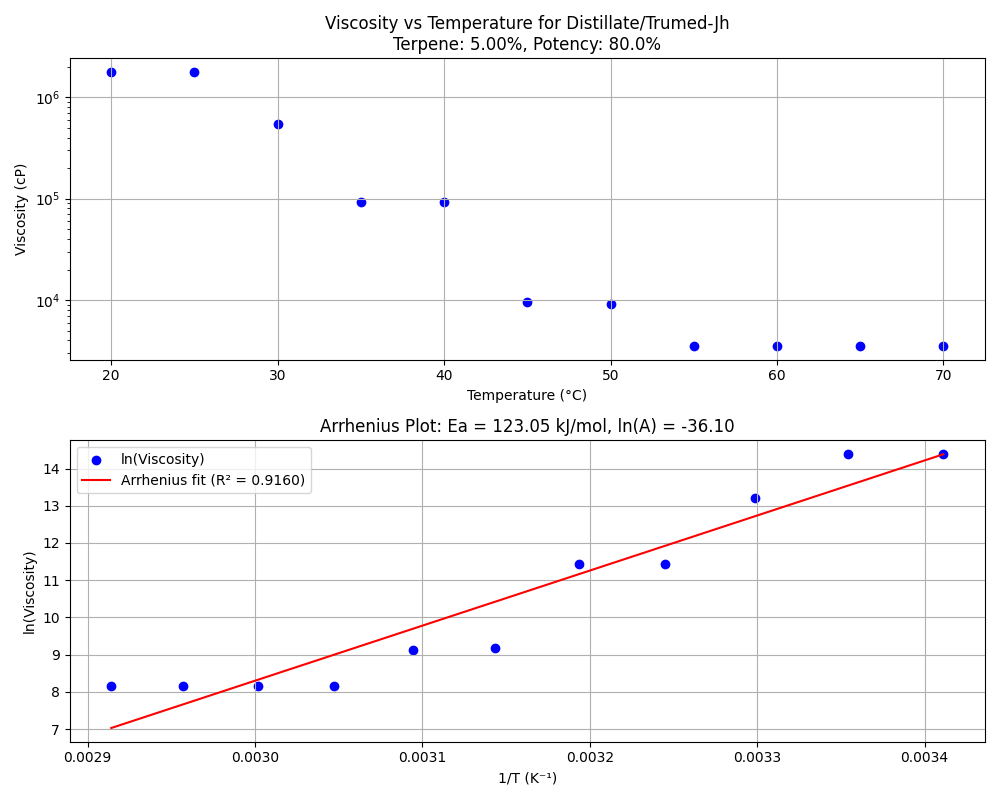 Viscosity vs Temperature for Distillate/Trumed-Jh
Terpene: 5.00%, Potency: 80.0%
10⁶
10⁵
10⁴
Viscosity (cP)
20 30 40 50 60 70
Temperature (°C)
Arrhenius Plot: Ea = 123.05 kJ/mol, ln(A) = -36.10
ln(Viscosity)
Arrhenius fit (R² = 0.9160)
14
13
12
11
10
9
8
7
ln(Viscosity)
0.0029 0.0030 0.0031 0.0032 0.0033 0.0034
1/T (K⁻¹)